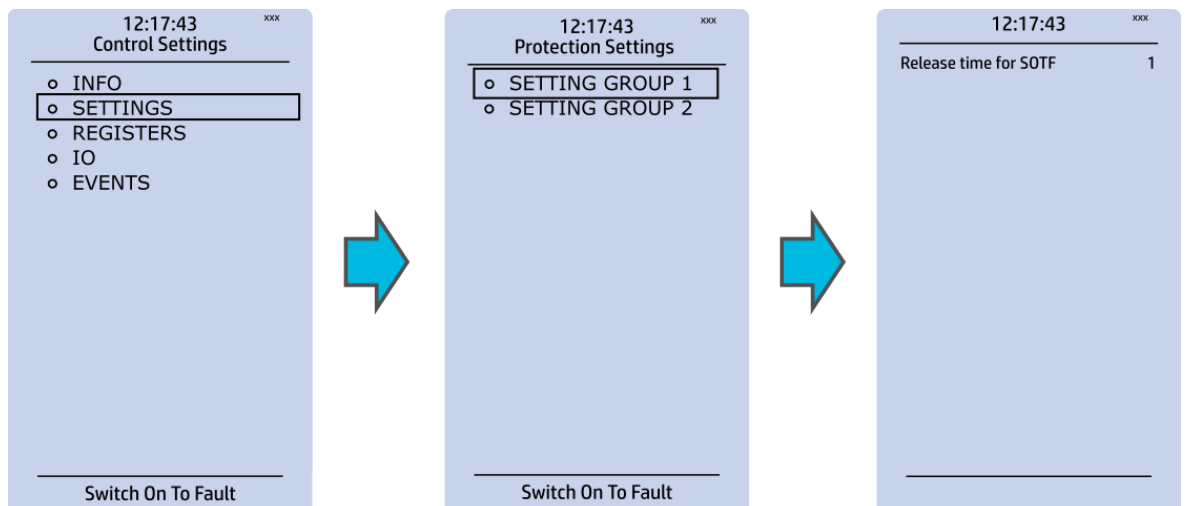 12:17:43 xxx
Control Settings
INFO
SETTINGS
REGISTERS
IO
EVENTS
Switch On To Fault
12:17:43 xxx
Protection Settings
SETTING GROUP 1
SETTING GROUP 2
Switch On To Fault
12:17:43 xxx
Release time for SOTF 1